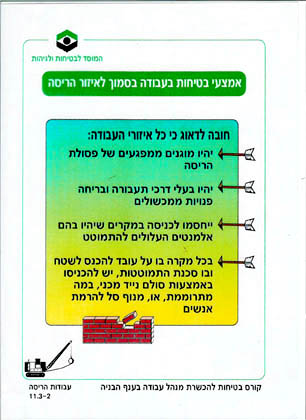 המוסד לבטיחות ולגיהות
אמצעי בטיחות בעבודה בסמוך לאיזור הריסה
חובה לדאוג כי כל איזורי העבודה:
יהיו מוגנים ממפגעים של פסולת
הריסה
יהיו בעלי דרכי תעבורה ובריחה
פנויות ממכשולים
ייחסמו לכניסה במקרים שיהיו בהם
אלמנטים העלולים להתמוטט
בכל מקרה בו על עובד להכנס לשטח
ובו סכנת התמוטטות, יש להכניסו
באמצעות סולם נייד מכני, במה
מתרוממת, או, מנוף סל להרמת
אנשים
קורס בטיחות להכשרת מנהל עבודה בענף הבניה
עבודות הריסה
11.3-2